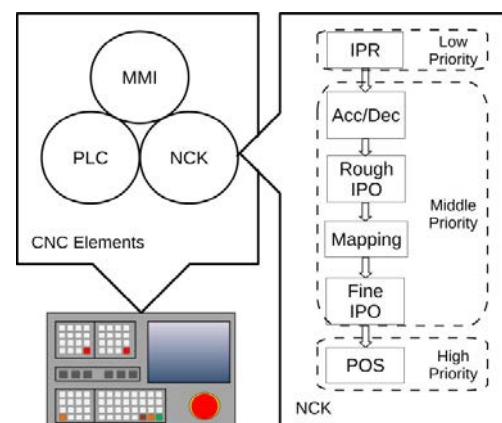 MMI
PLC
NCK
CNC Elements
IPR
Low
Priority
Acc/Dec
Rough
IPO
Mapping
Fine
IPO
Middle
Priority
POS
High
Priority
NCK